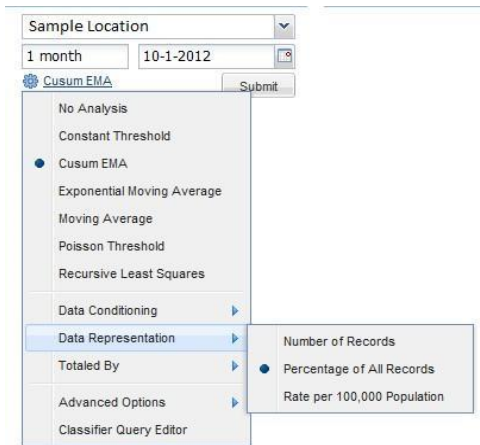 Sample Location
1 month 10-1-2012
Cusum EMA Submit
No Analysis
Constant Threshold
Cusum EMA
Exponential Moving Average
Moving Average
Poisson Threshold
Recursive Least Squares
Data Conditioning
Data Representation
Number of Records
Percentage of All Records
Rate per 100,000 Population
Totaled By
Advanced Options
Classifier Query Editor